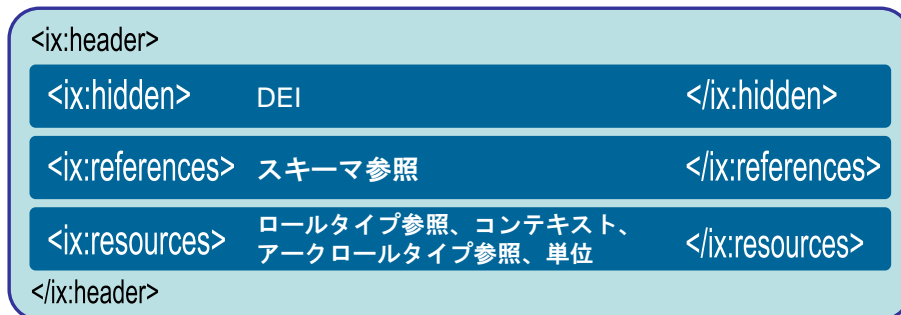 <ix:header>
<ix:hidden> DEI </ix:hidden>
<ix:references> スキーマ参照 </ix:references>
<ix:resources> ロールタイプ参照、コンテキスト、
アークロールタイプ参照、単位 </ix:resources>
</ix:header>